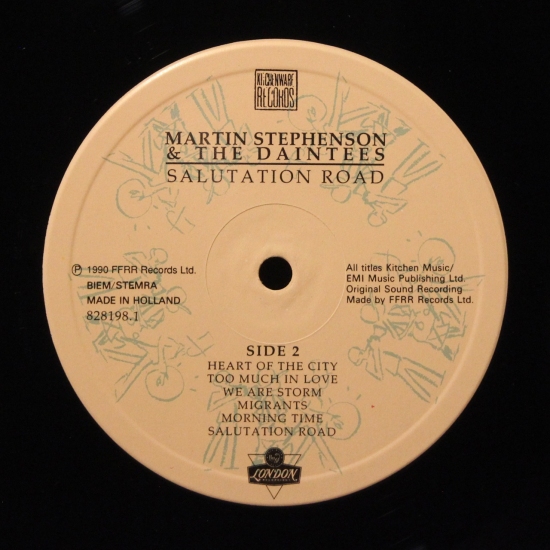 KITCHENWARE
RECORDS
MARTIN STEPHENSON
& THE DAINTEES
SALUTATION ROAD
℗ 1990 FFRR Records Ltd.
BIEM/STEMRA
MADE IN HOLLAND
828198.1
All titles Kitchen Music/
EMI Music Publishing Ltd.
Original Sound Recording
Made by FFRR Records Ltd.
SIDE 2
HEART OF THE CITY
TOO MUCH IN LOVE
WE ARE STORM
MIGRANTS
MORNING TIME
SALUTATION ROAD
LONDON